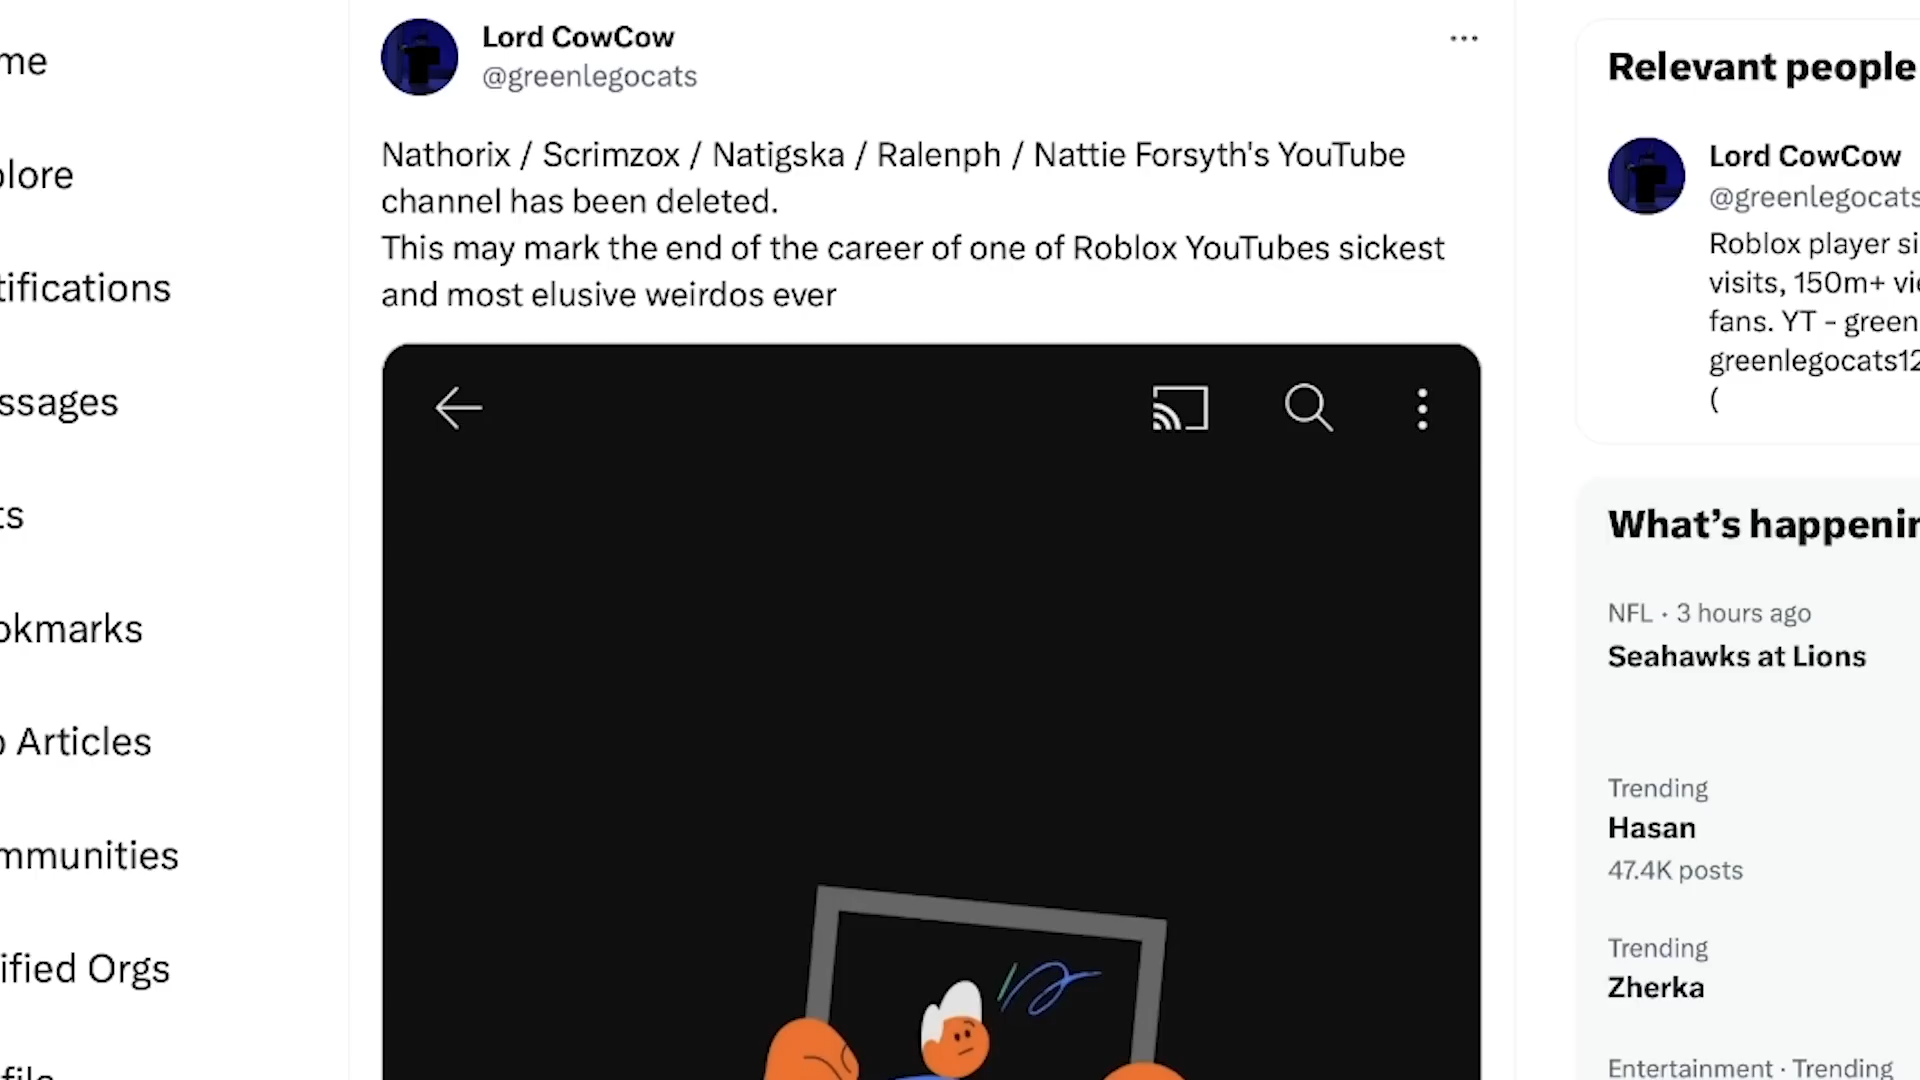 me
plore
tifications
ssages
ts
okmarks
Articles
mmunities
ified Orgs
Lord CowCow
@greenlegocats
Nathorix / Scrimzox / Natigska / Ralenph / Nattie Forsyth's YouTube
channel has been deleted.
This may mark the end of the career of one of Roblox YouTubes sickest
and most elusive weirdos ever
Relevant people
Lord CowCow
@greenlegocats
Roblox player si
visits, 150m+ vie
fans. YT - green
greenlegocats12
(
What's happenin
NFL · 3 hours ago
Seahawks at Lions
Trending
Hasan
47.4K posts
Trending
Zherka
Entertainment · Trending